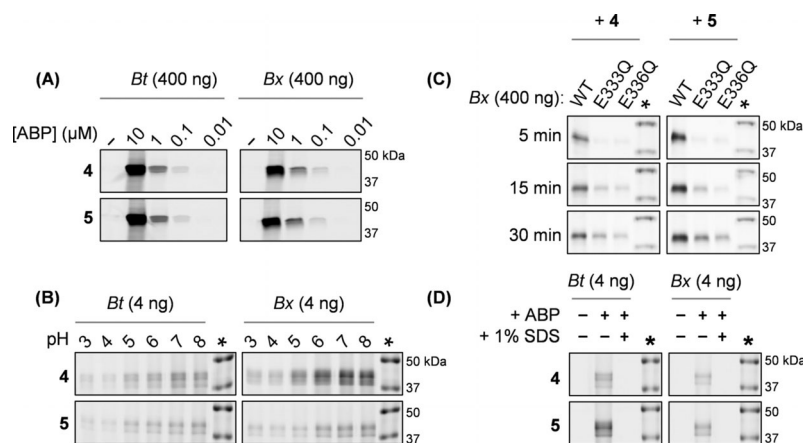 (A)
Bt (400 ng) Bx (400 ng)
[ABP] (μM) – 10 1 0.1 0.01 – 10 1 0.1 0.01
4 50 kDa
37
5 50
37
(B)
Bt (4 ng) Bx (4 ng)
pH 3 4 5 6 7 8 * 3 4 5 6 7 8 *
4 50 kDa
37
5 50
37
+ 4 + 5
(C)
Bx (400 ng): WT E333Q E336Q * WT E333Q E336Q *
5 min 50 kDa
37
15 min 50
37
30 min 50
37
(D)
Bt (4 ng) Bx (4 ng)
+ ABP – + + – + +
+ 1% SDS – – + * – – + *
4 50 kDa
37
5 50
37